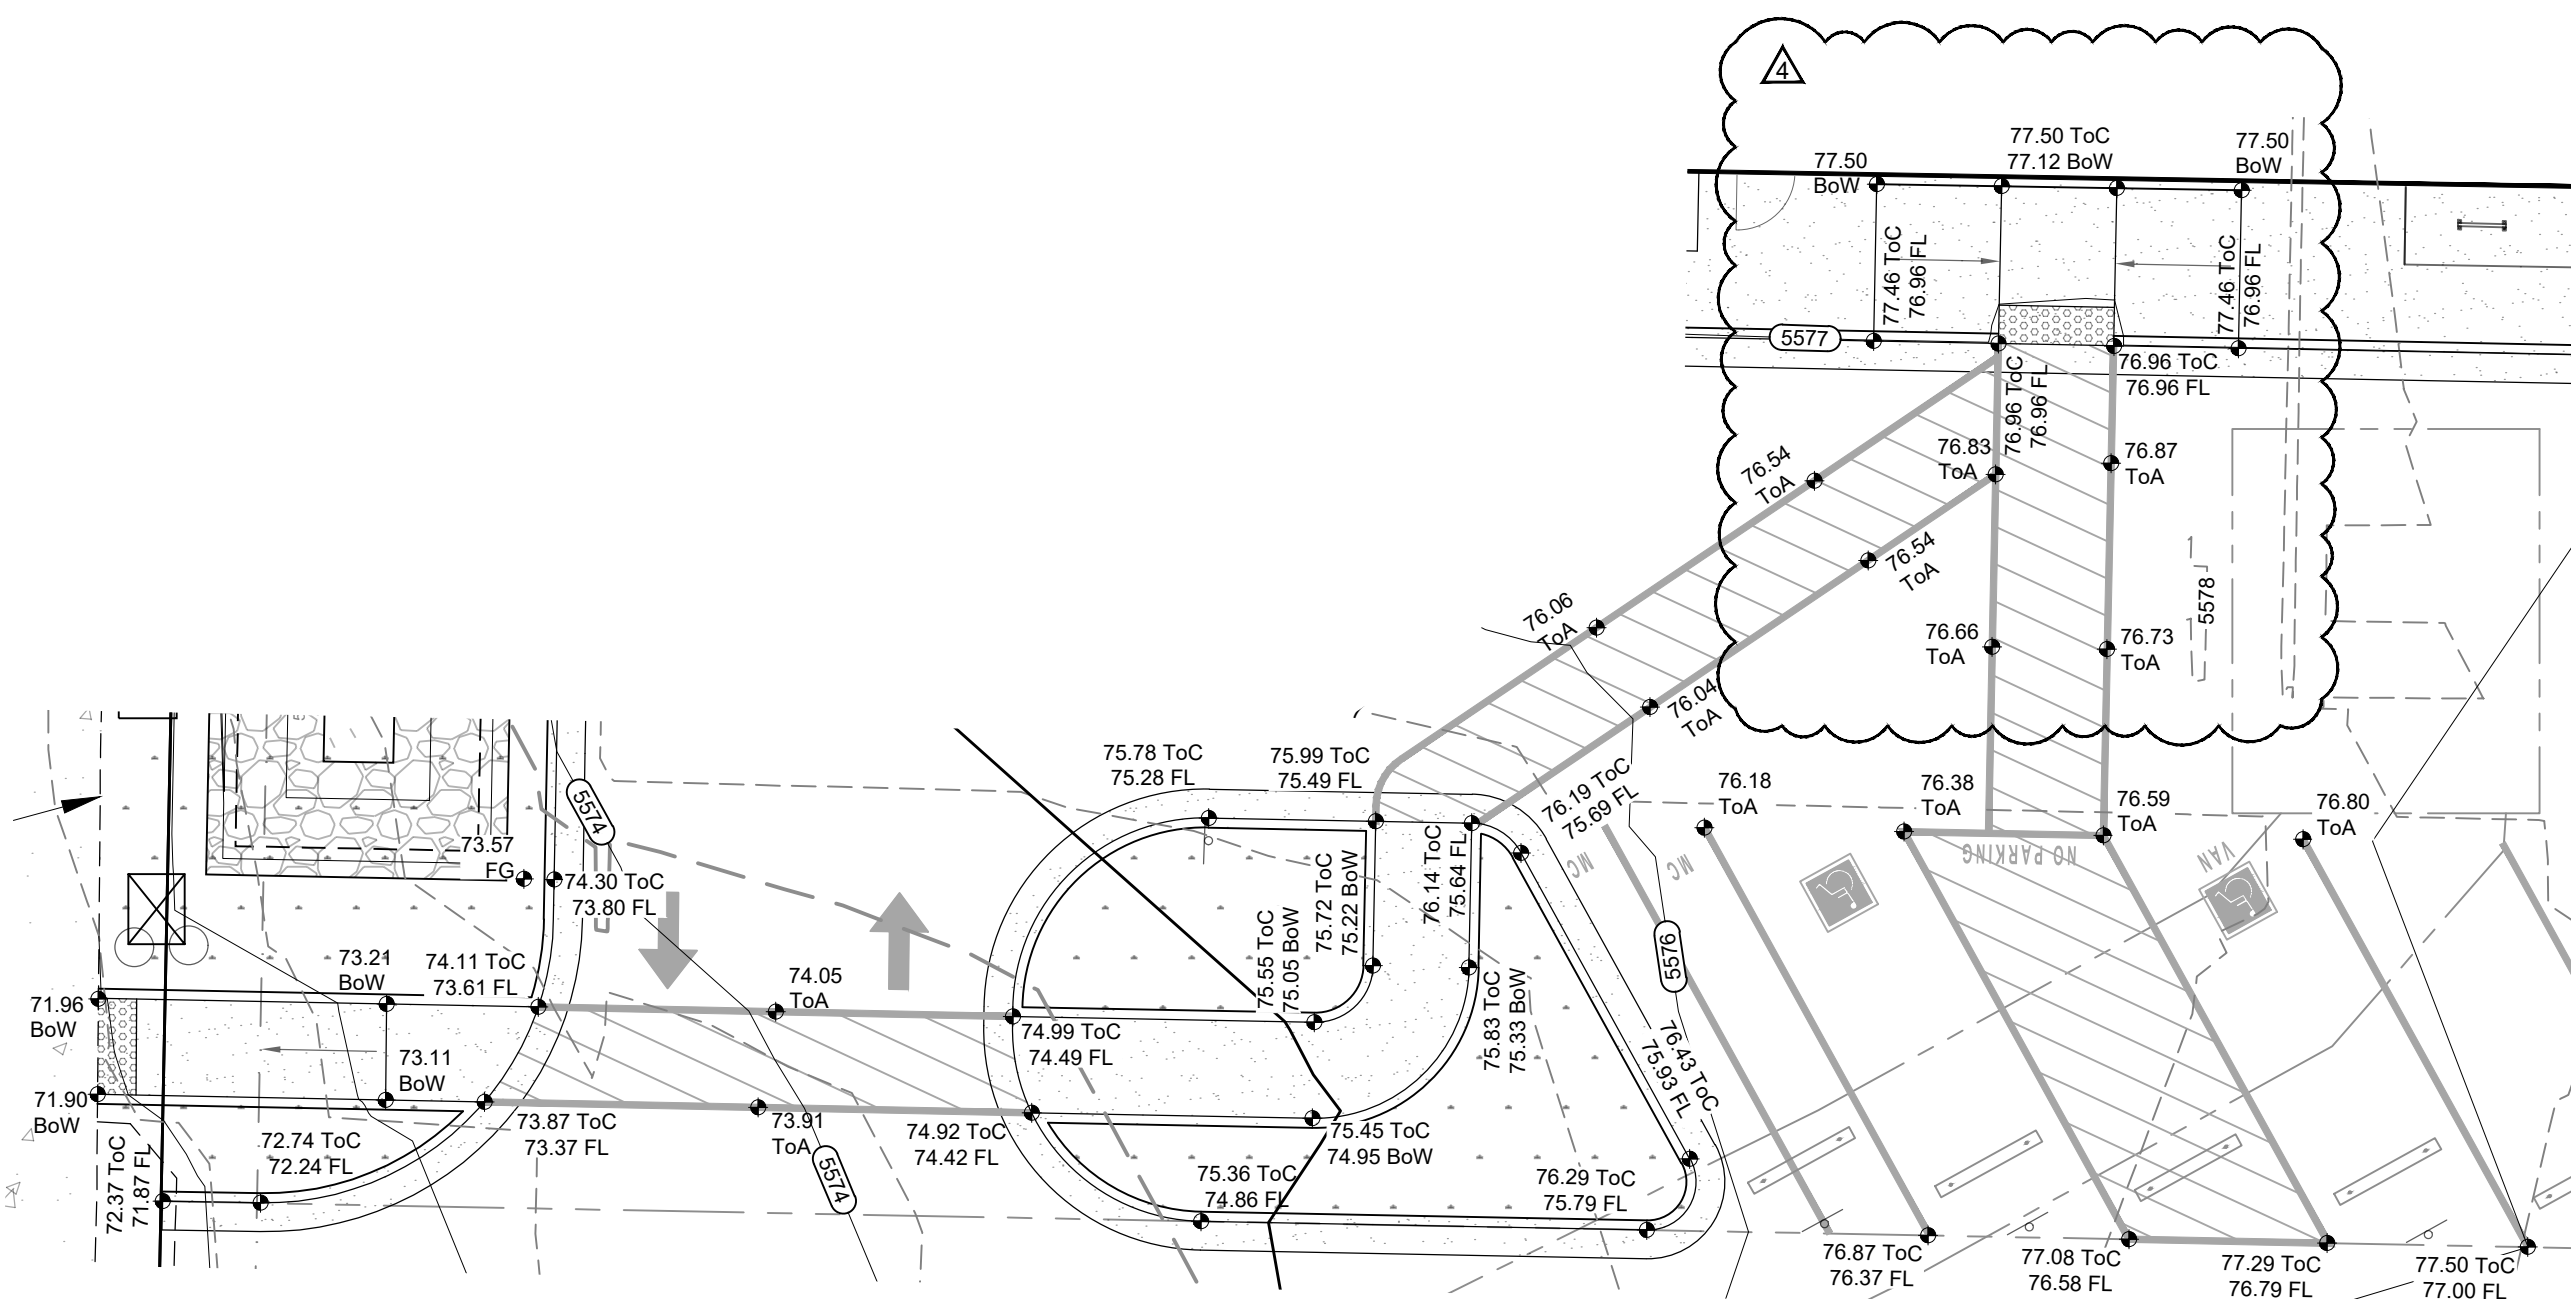 4
77.50 ToC
77.12 BoW
77.50
BoW
77.50
BoW
77.46 ToC
76.96 FL
77.46 ToC
76.96 FL
5577
76.96 ToC
76.96 FL
76.96 ToC
76.96 FL
76.54
ToA
76.83
ToA
76.87
ToA
76.54
ToA
76.06
ToA
76.66
ToA
76.73
ToA
5578
76.04
ToA
75.78 ToC
75.28 FL
75.99 ToC
75.49 FL
76.19 ToC
75.69 FL
76.18
ToA
76.38
ToA
76.59
ToA
76.80
ToA
5574
73.57
FG
74.30 ToC
73.80 FL
MC
MC
NO PARKING
VAN
75.72 ToC
75.22 BoW
76.14 ToC
75.64 FL
75.55 ToC
75.05 BoW
5576
73.21
BoW
74.11 ToC
73.61 FL
74.05
ToA
71.96
BoW
74.99 ToC
74.49 FL
75.83 ToC
75.33 BoW
76.43 ToC
75.93 FL
73.11
BoW
71.90
BoW
73.87 ToC
73.37 FL
73.91
ToA
74.92 ToC
74.42 FL
75.45 ToC
74.95 BoW
72.37 ToC
71.87 FL
72.74 ToC
72.24 FL
5574
75.36 ToC
74.86 FL
76.29 ToC
75.79 FL
76.87 ToC
76.37 FL
77.08 ToC
76.58 FL
77.29 ToC
76.79 FL
77.50 ToC
77.00 FL